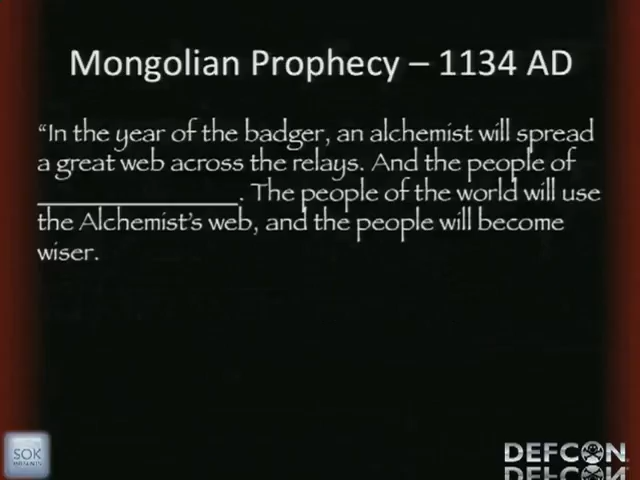 Mongolian Prophecy – 1134 AD
“In the year of the badger, an alchemist will spread
a great web across the relays. And the people of
________________. The people of the world will use
the Alchemist’s web, and the people will become
wiser.
SOK
DEFCON